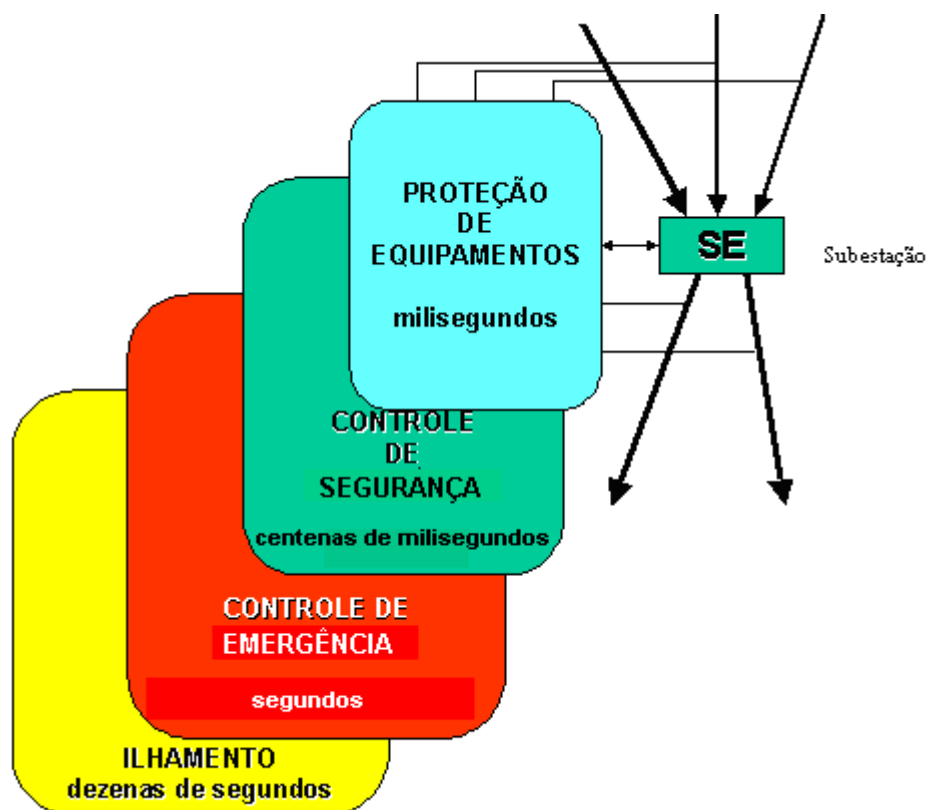 PROTEÇÃO
DE
EQUIPAMENTOS
milisegundos
SE
Subestação
CONTROLE
DE
SEGURANÇA
centenas de milisegundos
CONTROLE DE
EMERGÊNCIA
segundos
ILHAMENTO
dezenas de segundos